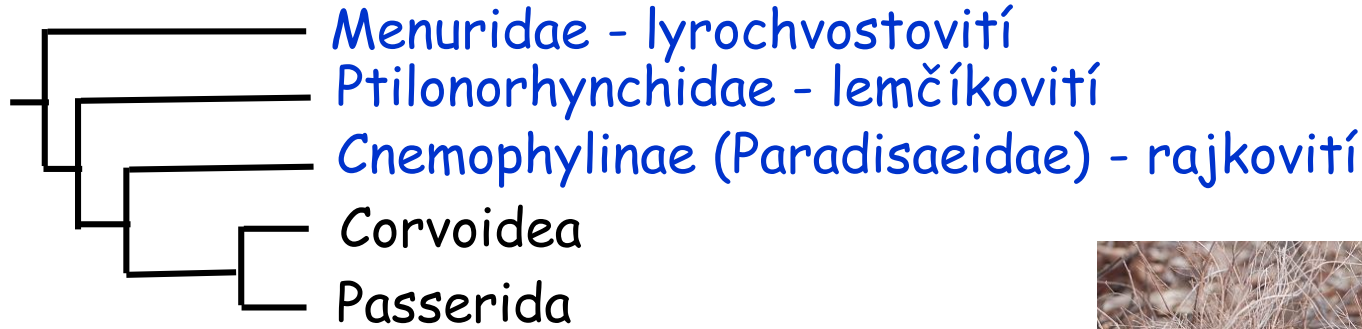 Menuridae - lyrochvostovití
Ptilonorhynchidae - lemčíkovití
Cnemophylinae (Paradisaeidae) - rajkovití
Corvoidea
Passerida